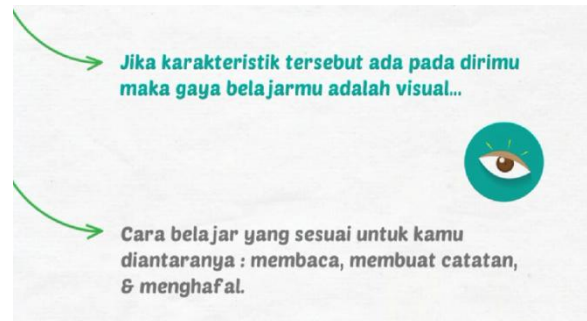 Jika karakteristik tersebut ada pada dirimu
maka gaya belajarmu adalah visual...
Cara belajar yang sesuai untuk kamu
diantaranya : membaca, membuat catatan,
& menghafal.